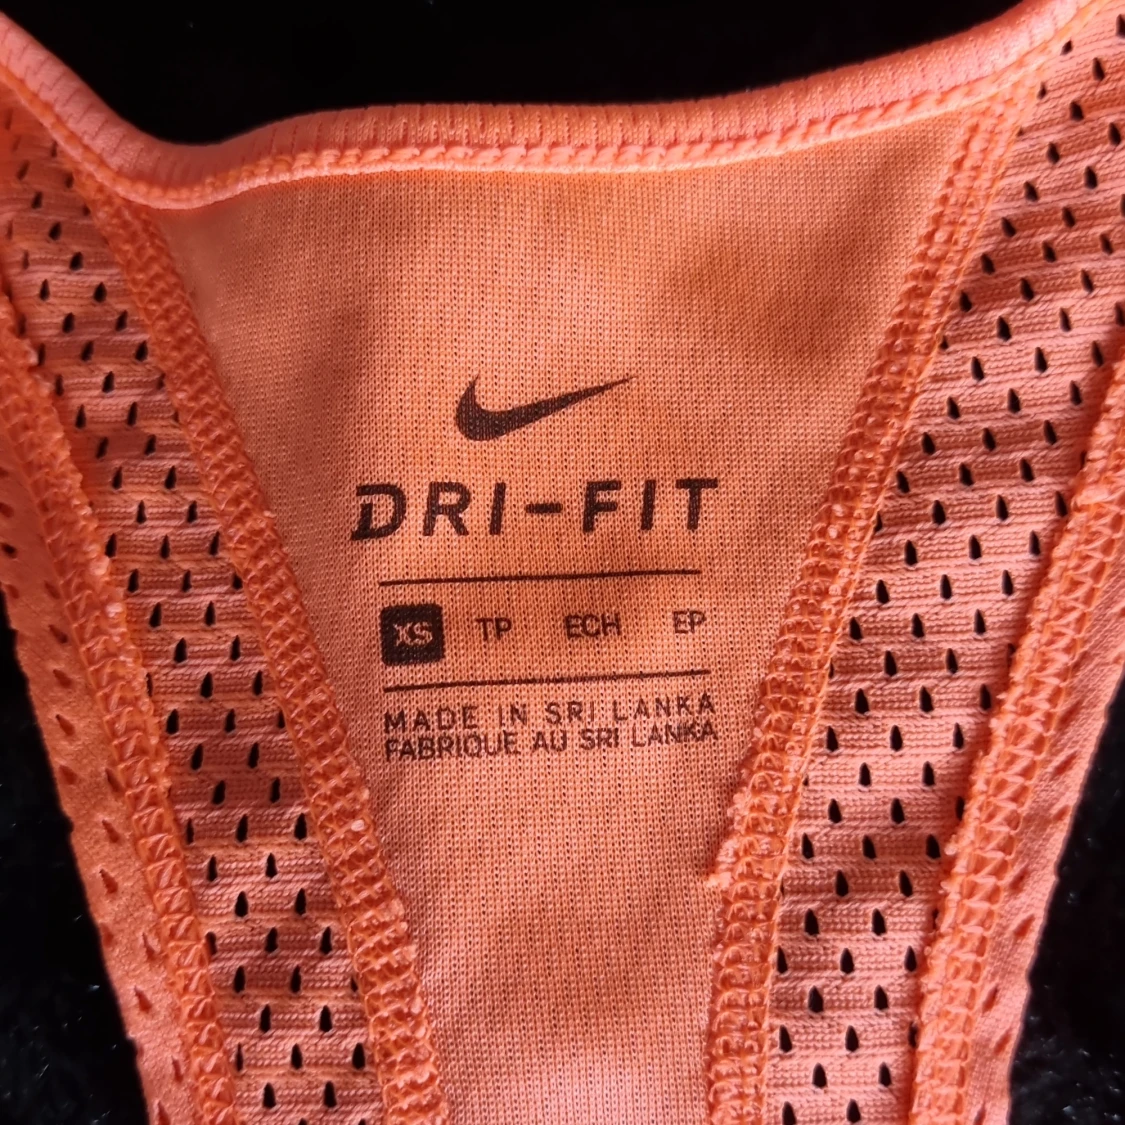 DRI-FIT
XS TP ECH EP
MADE IN SRI LANKA
FABRIQUE AU SRI LANKA